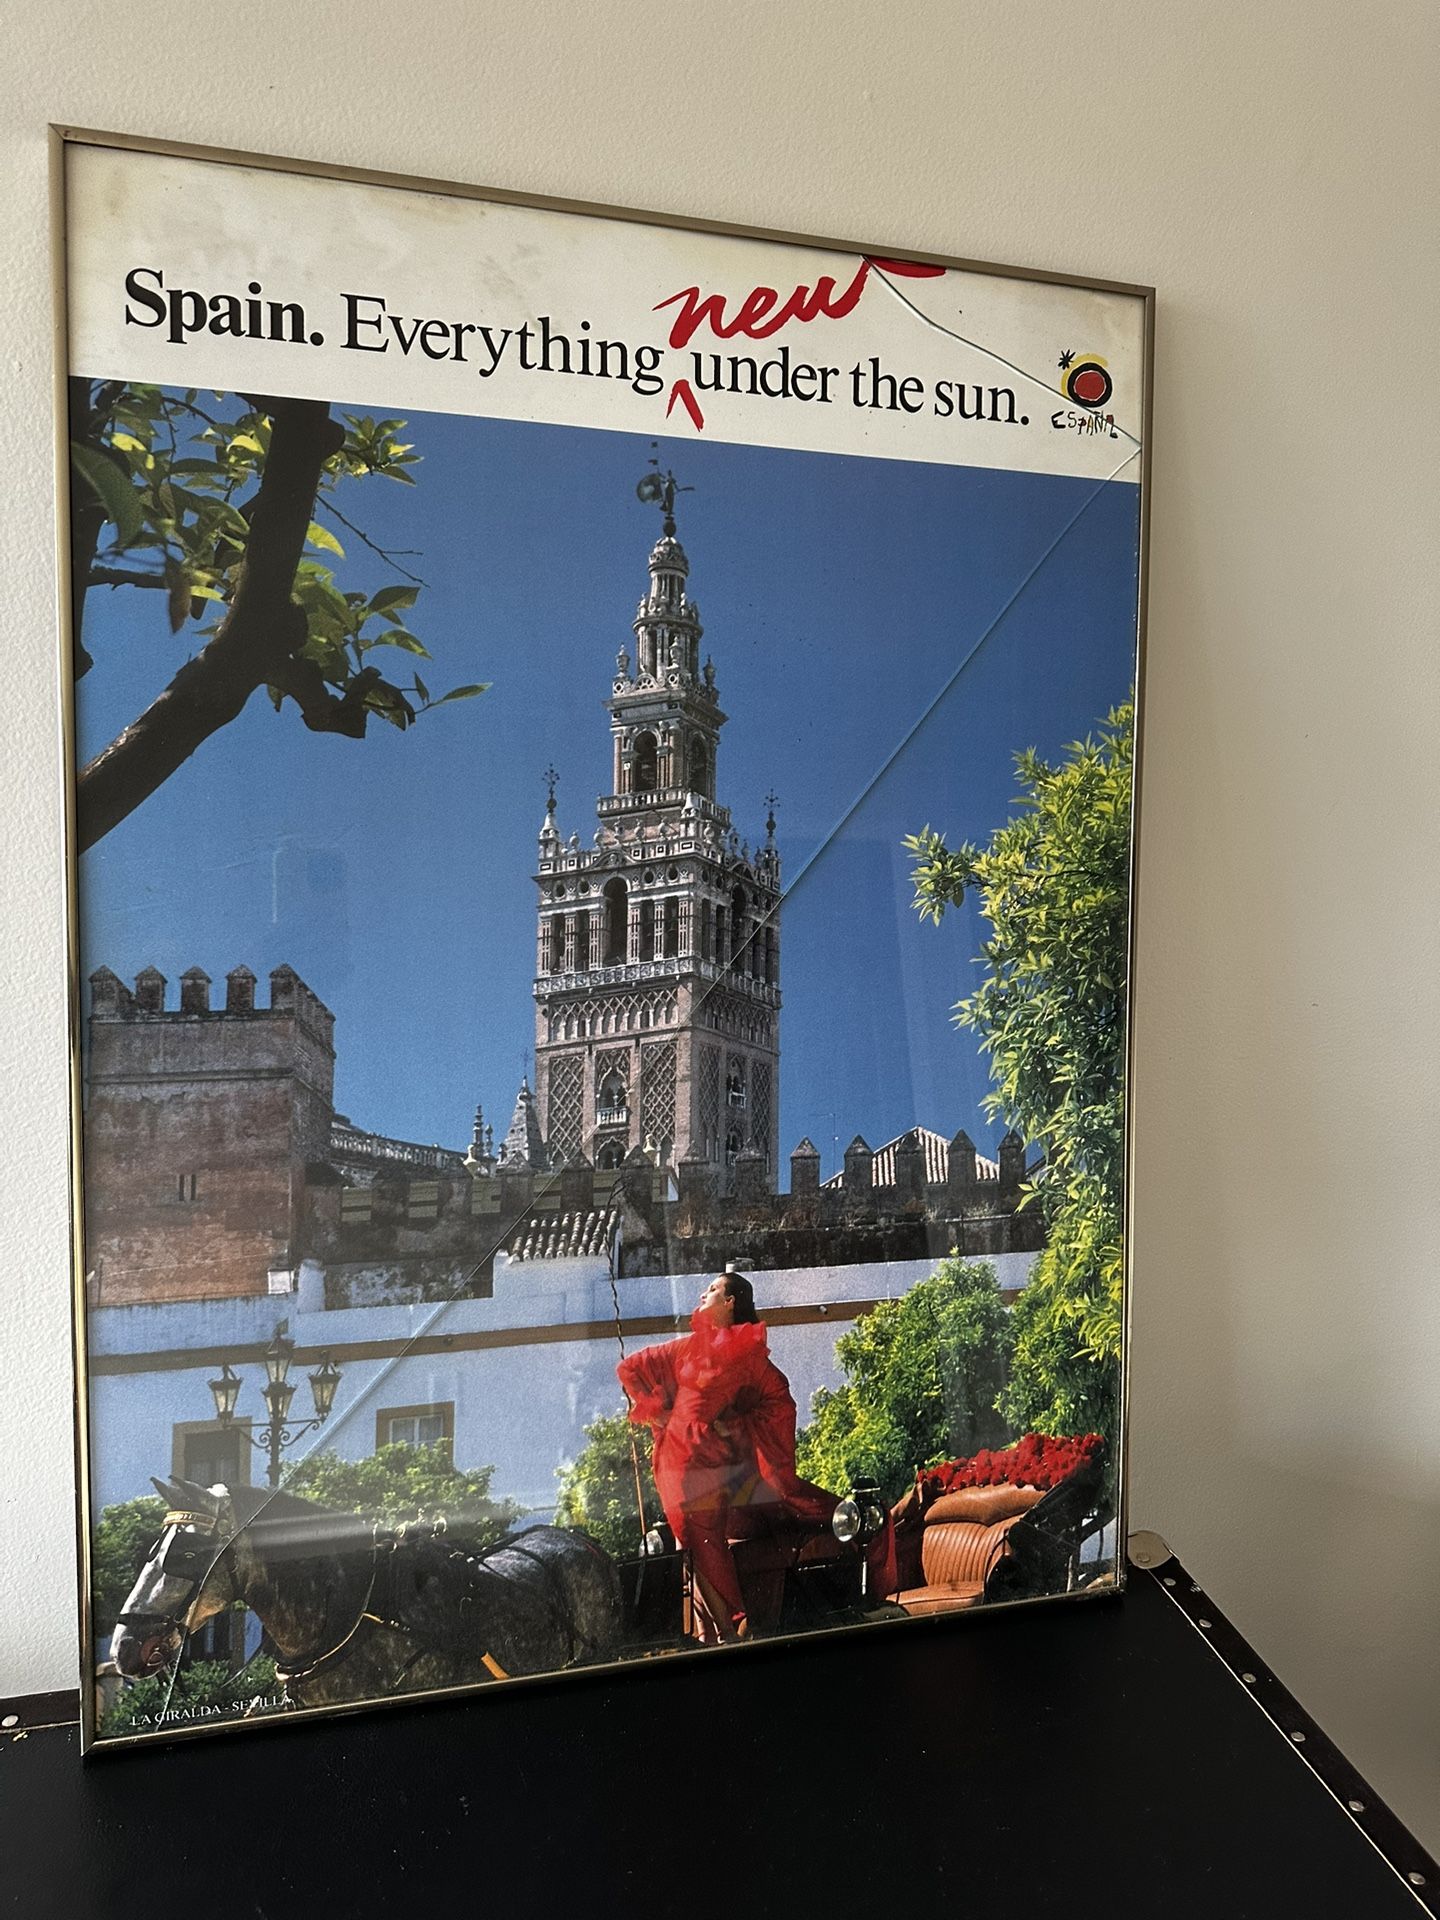 Spain. Everything new under the sun.
ESPAÑA
LA GIRALDA - SEVILLA